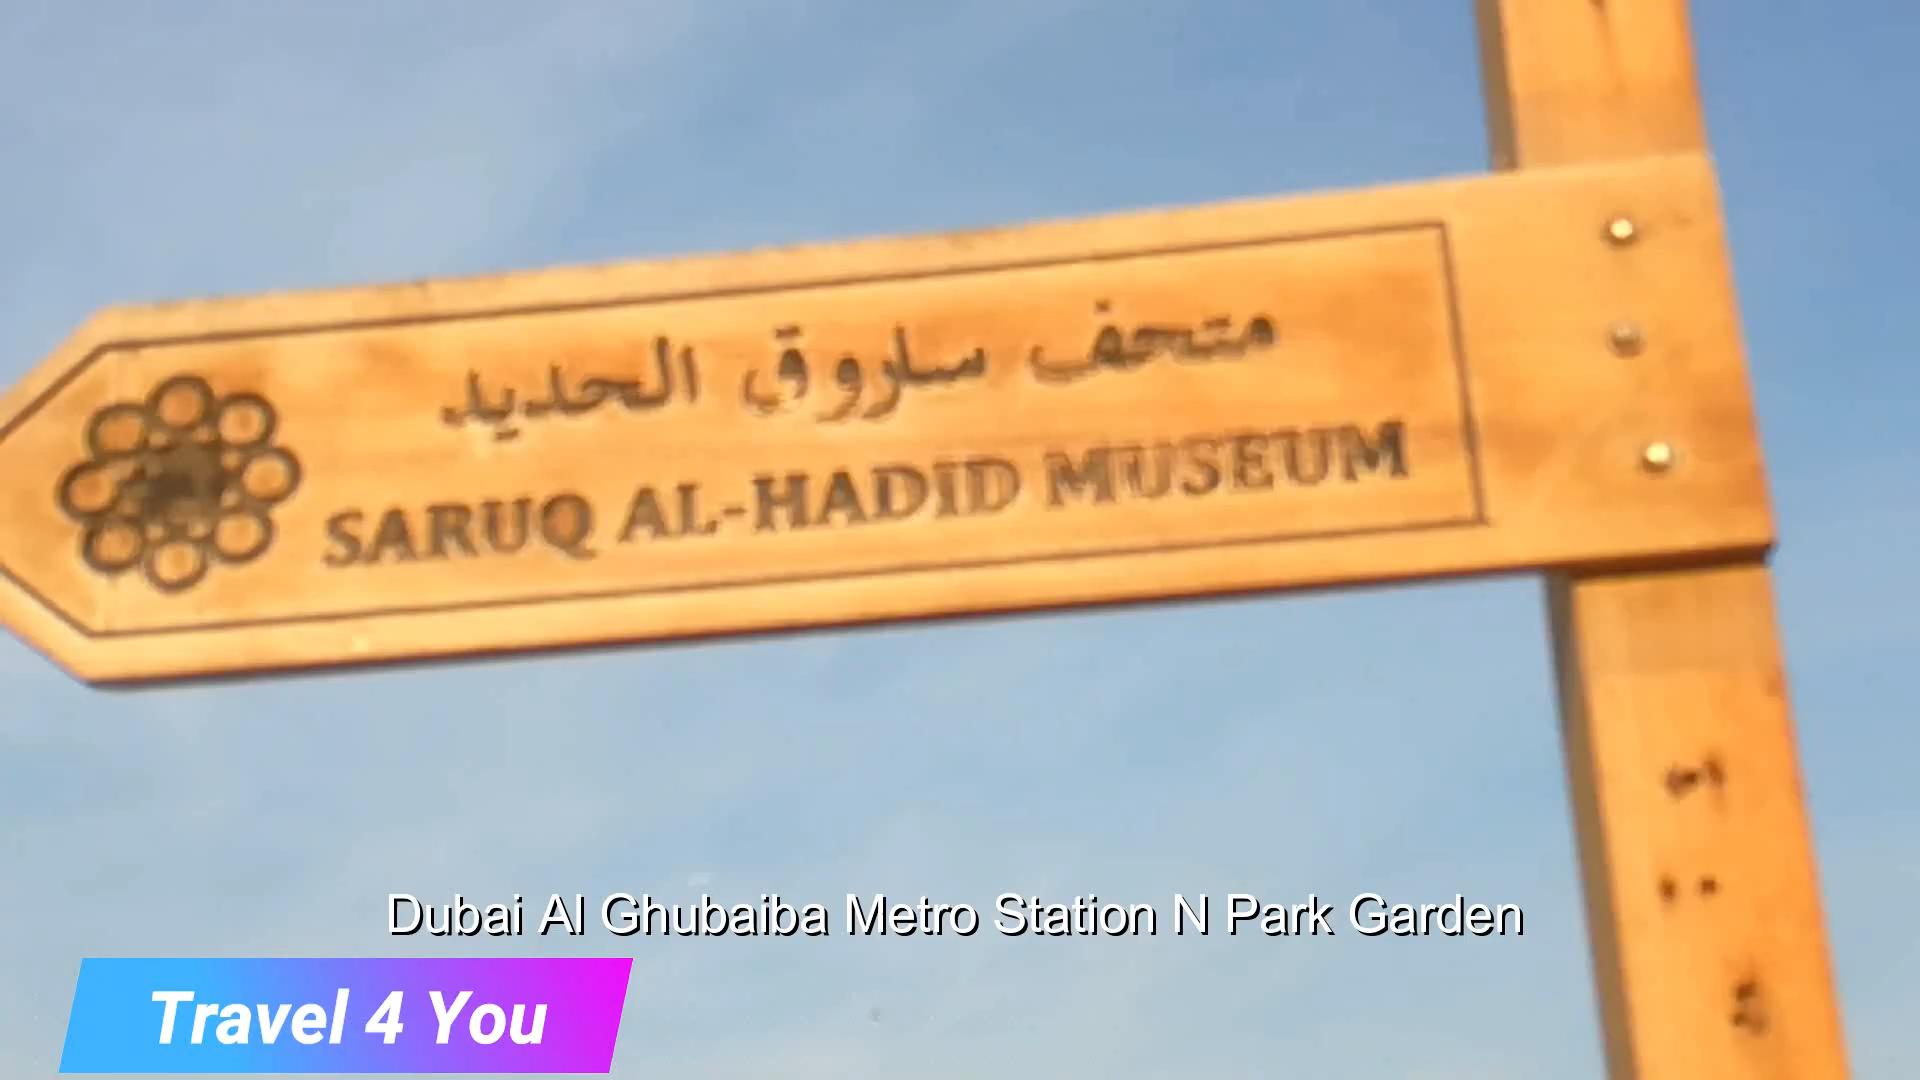 متحف ساروق الحديد
SARUQ AL-HADID MUSEUM
Dubai Al Ghubaiba Metro Station N Park Garden
Travel 4 You